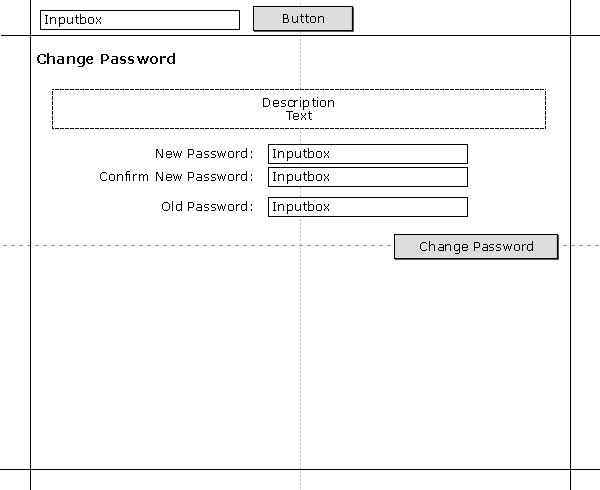 Inputbox Button
Change Password
Description
Text
New Password: Inputbox
Confirm New Password: Inputbox
Old Password: Inputbox
Change Password